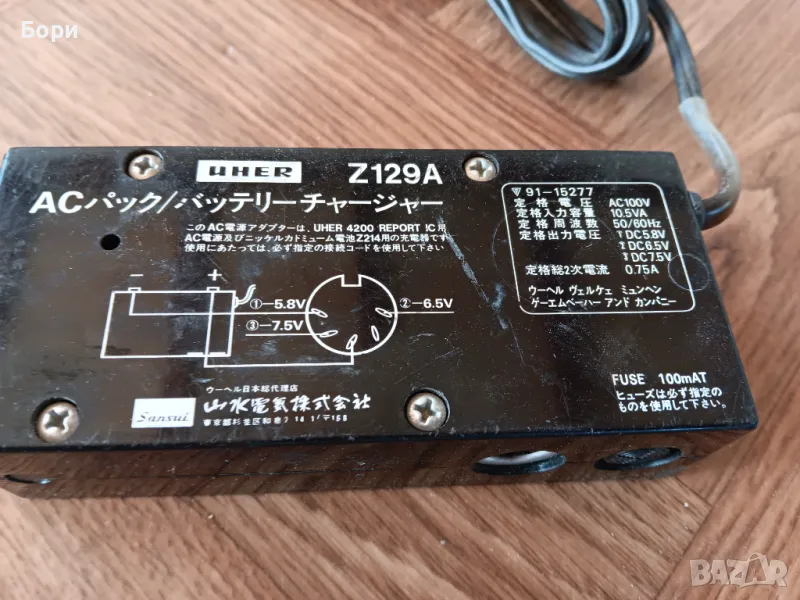 Бори
UHER
Z129A
ACパック/バッテリーチャージャー
このAC電源アダプターは、UHER 4200 REPORT IC用
AC電源及びニッケルカドミューム電池Z214用の充電器です
使用にあたっては、必ず指定の接続コードを使用して下さい
− +
①−5.8V
②−6.5V
③−7.5V
ウーヘル日本総代理店
Sansui
山水電気株式会社
東京都杉並区和泉2
91-15277
定格電圧 AC100V
定格入力容量 10.5VA
定格周波数 50/60Hz
定格出力電圧 DC5.8V
DC6.5V
DC7.5V
定格総2次電流 0.75A
ウーヘル ヴェルケェ ミュンヘン
ゲーエムベーハー アンド カンパニー
FUSE 100mAT
ヒューズは必ず指定の
ものを使用して下さい。
BAZAR